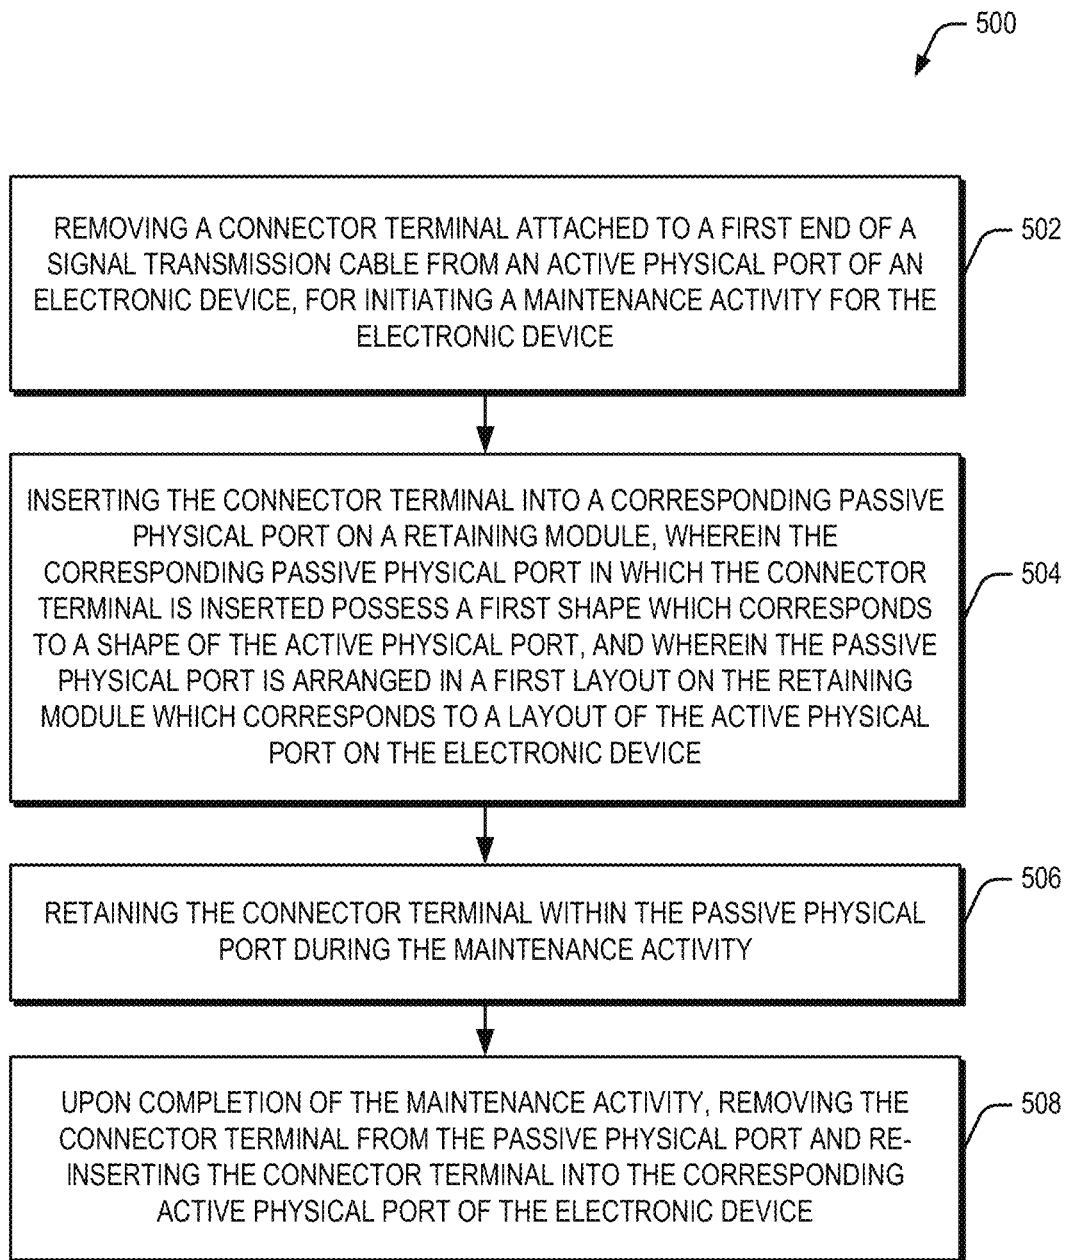 500
REMOVING A CONNECTOR TERMINAL ATTACHED TO A FIRST END OF A
SIGNAL TRANSMISSION CABLE FROM AN ACTIVE PHYSICAL PORT OF AN
ELECTRONIC DEVICE, FOR INITIATING A MAINTENANCE ACTIVITY FOR THE
ELECTRONIC DEVICE
502
INSERTING THE CONNECTOR TERMINAL INTO A CORRESPONDING PASSIVE
PHYSICAL PORT ON A RETAINING MODULE, WHEREIN THE
CORRESPONDING PASSIVE PHYSICAL PORT IN WHICH THE CONNECTOR
TERMINAL IS INSERTED POSSESS A FIRST SHAPE WHICH CORRESPONDS
TO A SHAPE OF THE ACTIVE PHYSICAL PORT, AND WHEREIN THE PASSIVE
PHYSICAL PORT IS ARRANGED IN A FIRST LAYOUT ON THE RETAINING
MODULE WHICH CORRESPONDS TO A LAYOUT OF THE ACTIVE PHYSICAL
PORT ON THE ELECTRONIC DEVICE
504
RETAINING THE CONNECTOR TERMINAL WITHIN THE PASSIVE PHYSICAL
PORT DURING THE MAINTENANCE ACTIVITY
506
UPON COMPLETION OF THE MAINTENANCE ACTIVITY, REMOVING THE
CONNECTOR TERMINAL FROM THE PASSIVE PHYSICAL PORT AND RE-
INSERTING THE CONNECTOR TERMINAL INTO THE CORRESPONDING
ACTIVE PHYSICAL PORT OF THE ELECTRONIC DEVICE
508